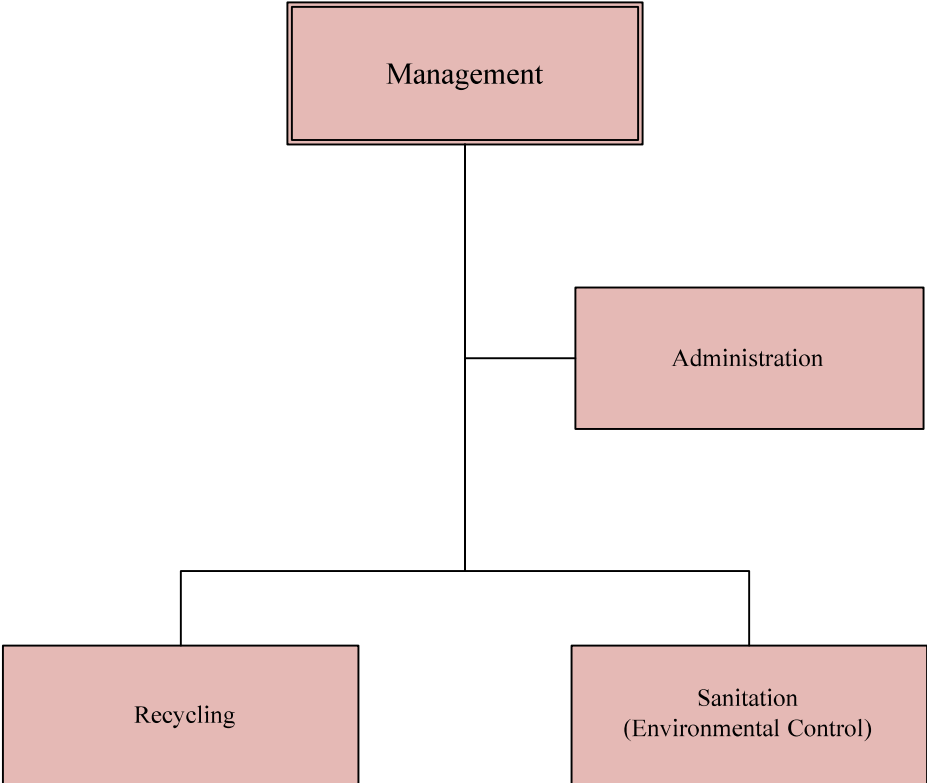 Management
Administration
Recycling
Sanitation
(Environmental Control)